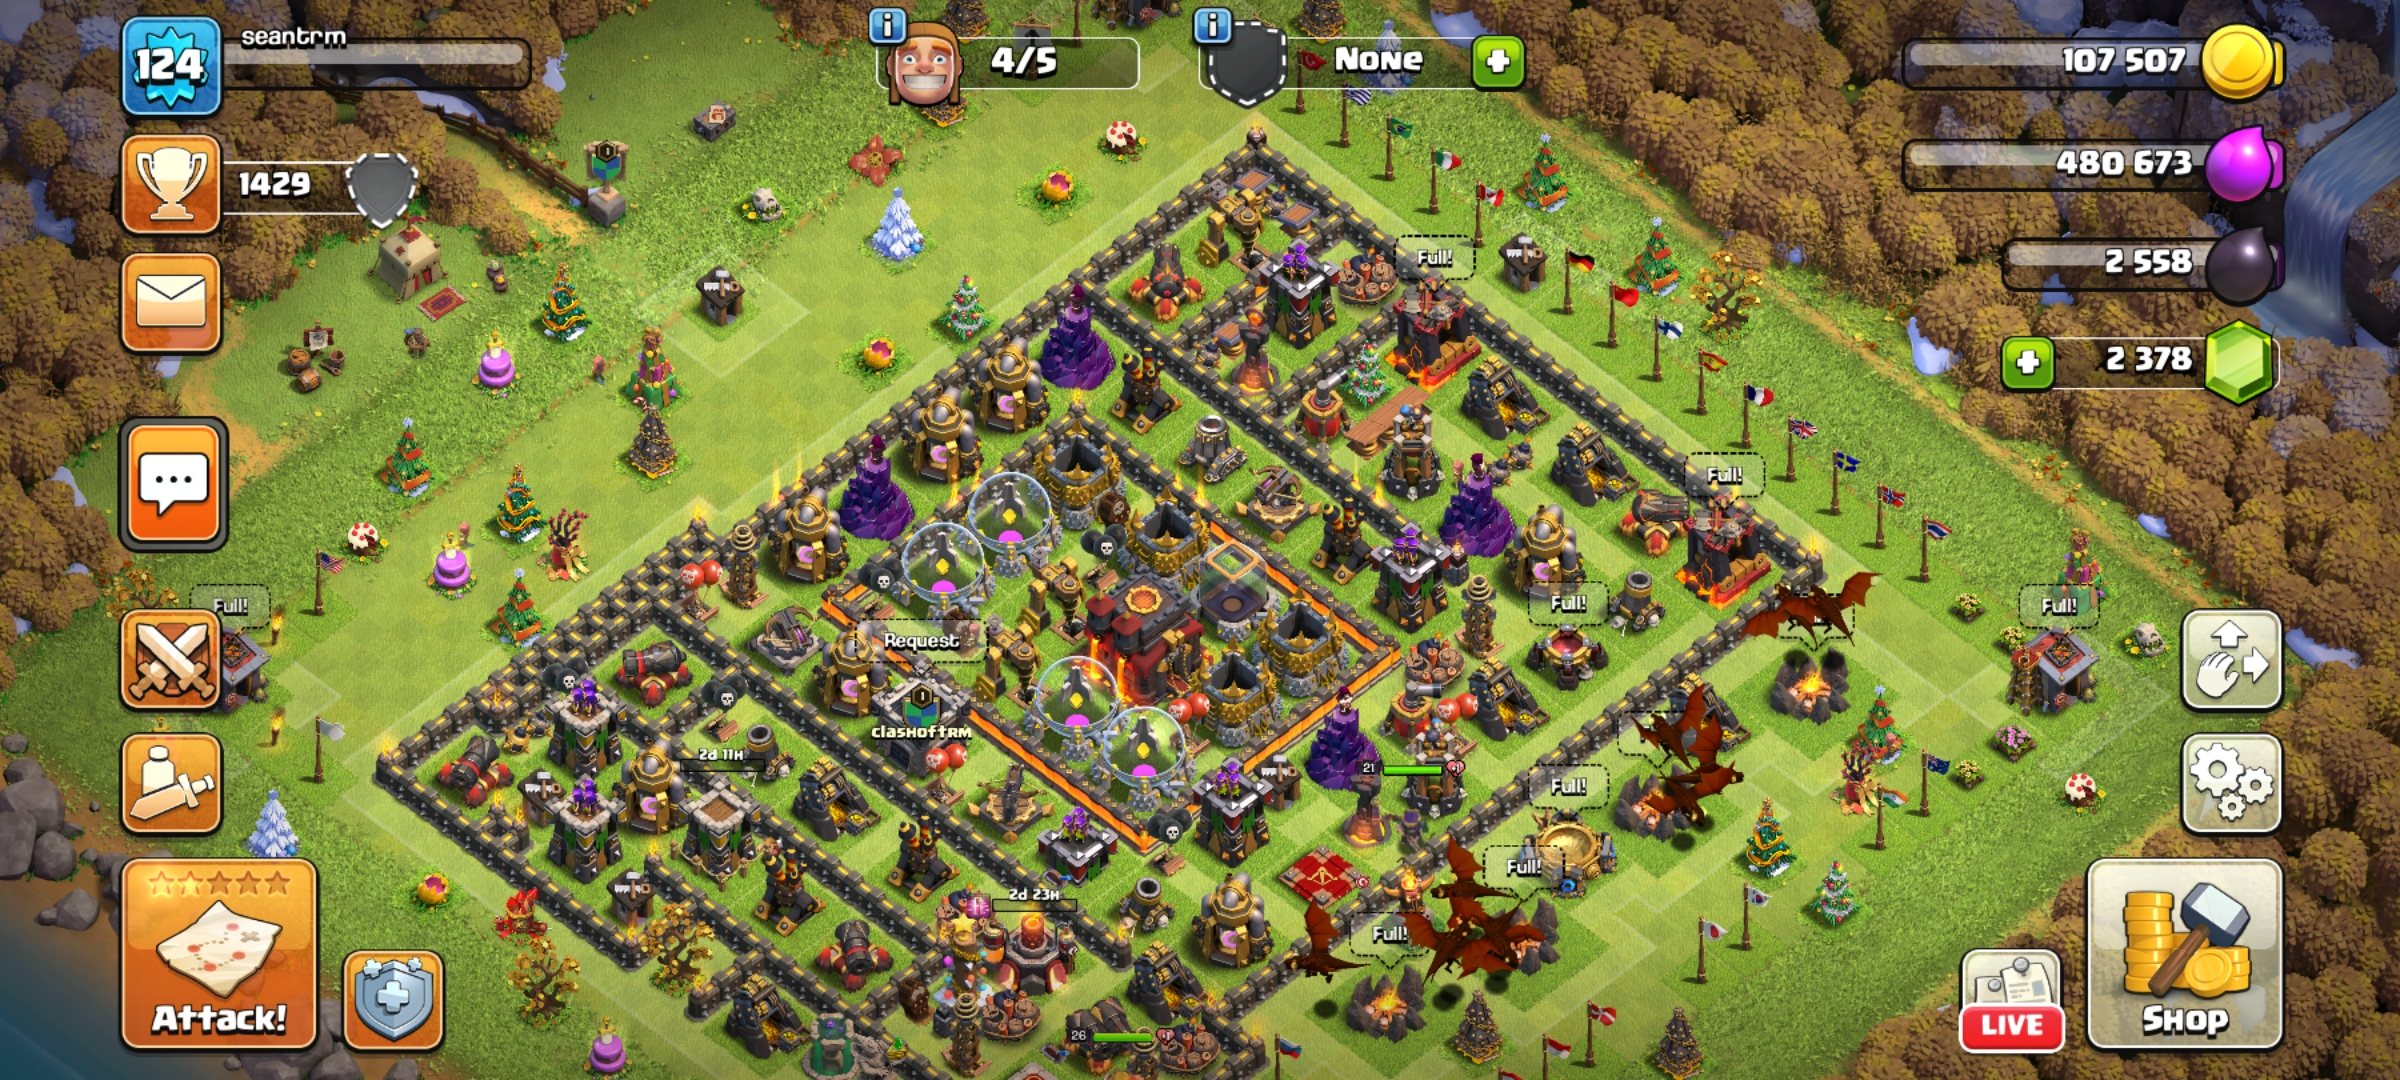 124
seantrm
4/5
None
107 507
1429
480 673
2 558
2 378
Full!
Full!
Full!
Full!
Full!
Request
clashoftRM
2d 11H
21
Full!
Full!
2d 23H
Full!
26
Attack!
LIVE
Shop